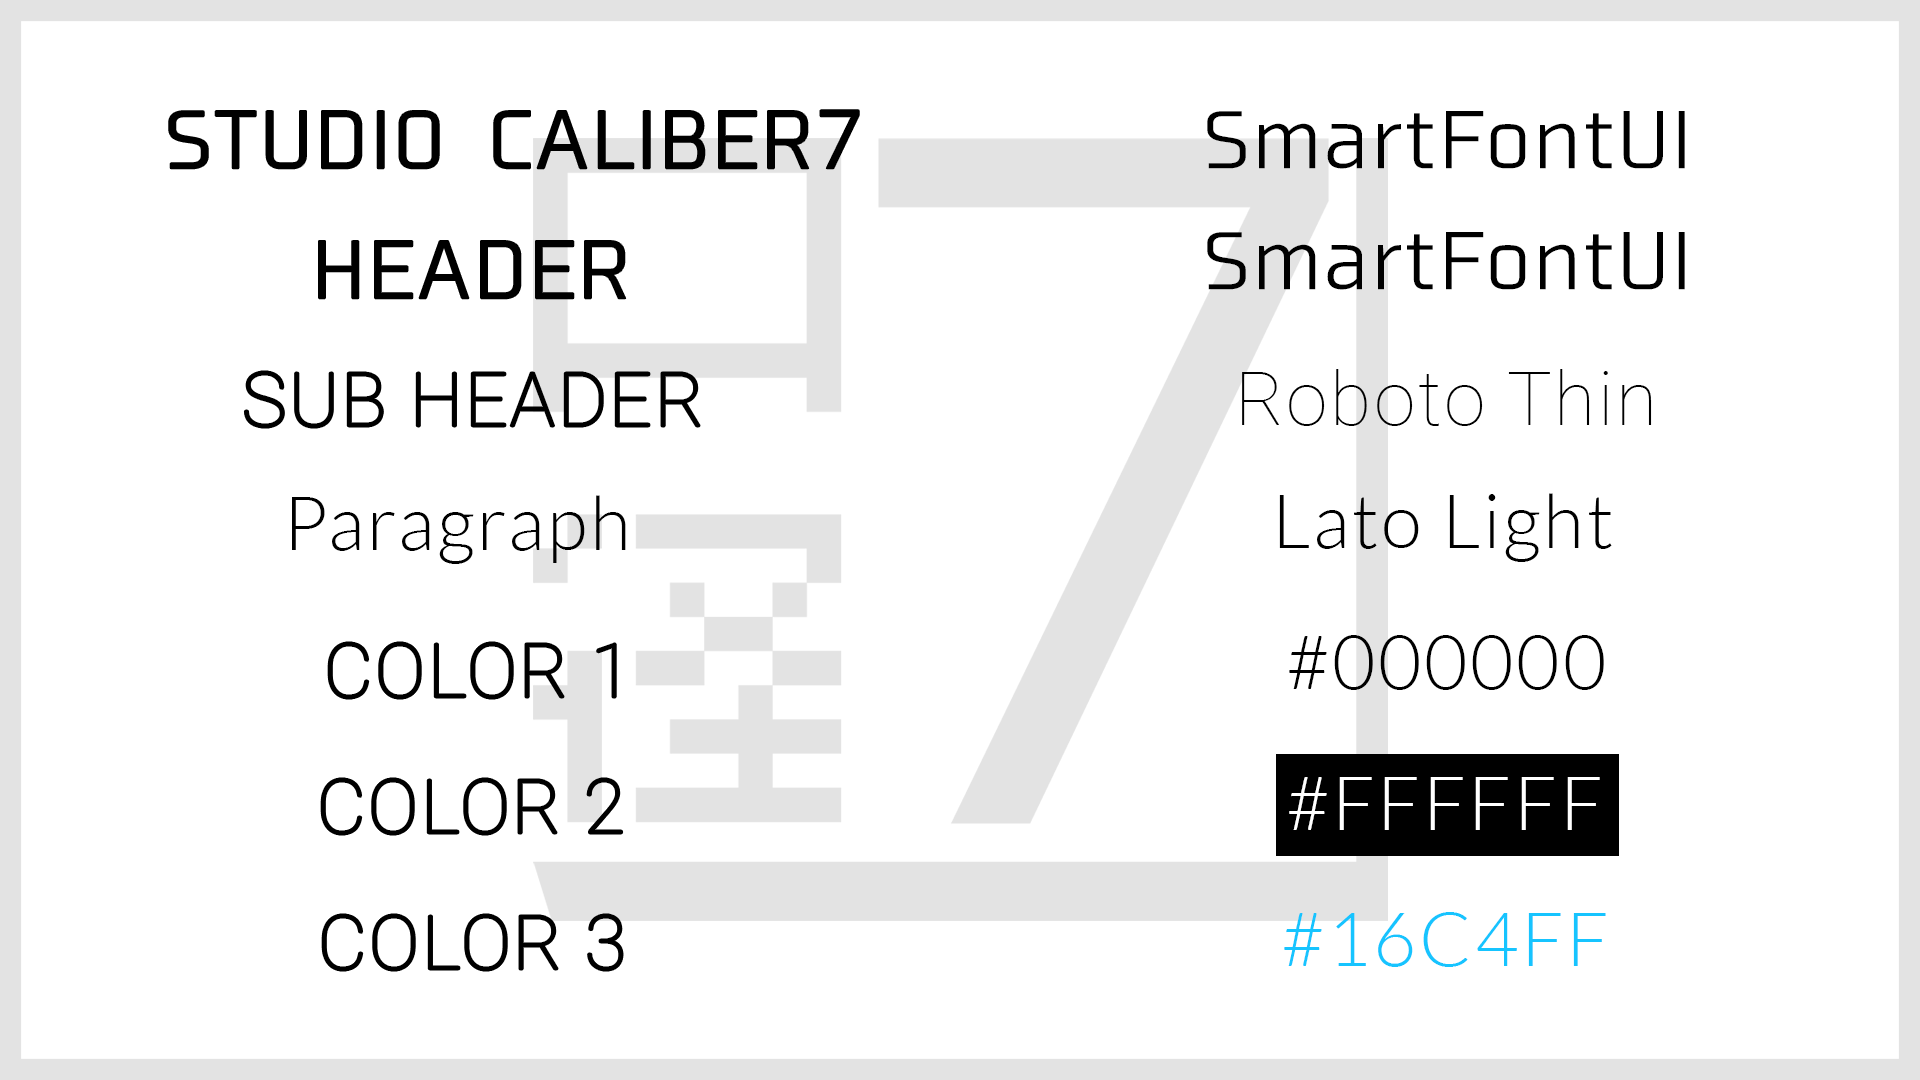 STUDIO CALIBER7 SmartFontUI
HEADER SmartFontUI
SUB HEADER Roboto Thin
Paragraph Lato Light
COLOR 1 #000000
COLOR 2 #FFFFFF
COLOR 3 #16C4FF
7